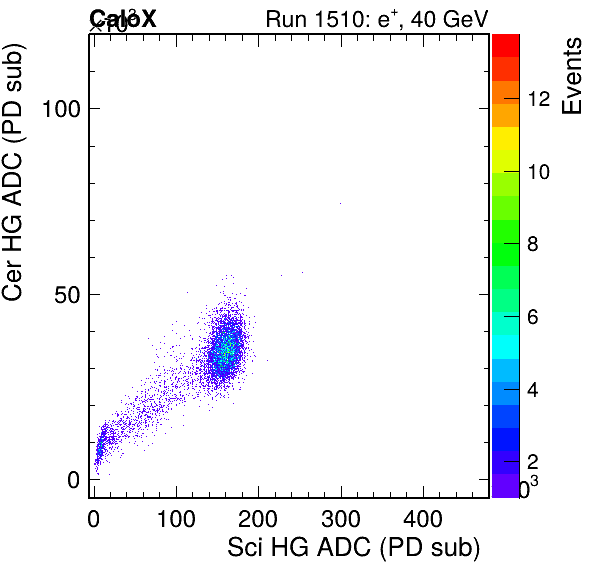 CaloX
×10³
Run 1510: e⁺, 40 GeV
Cer HG ADC (PD sub)
100
50
0
0 100 200 300 400
Sci HG ADC (PD sub)
Events
12
10
8
6
4
2